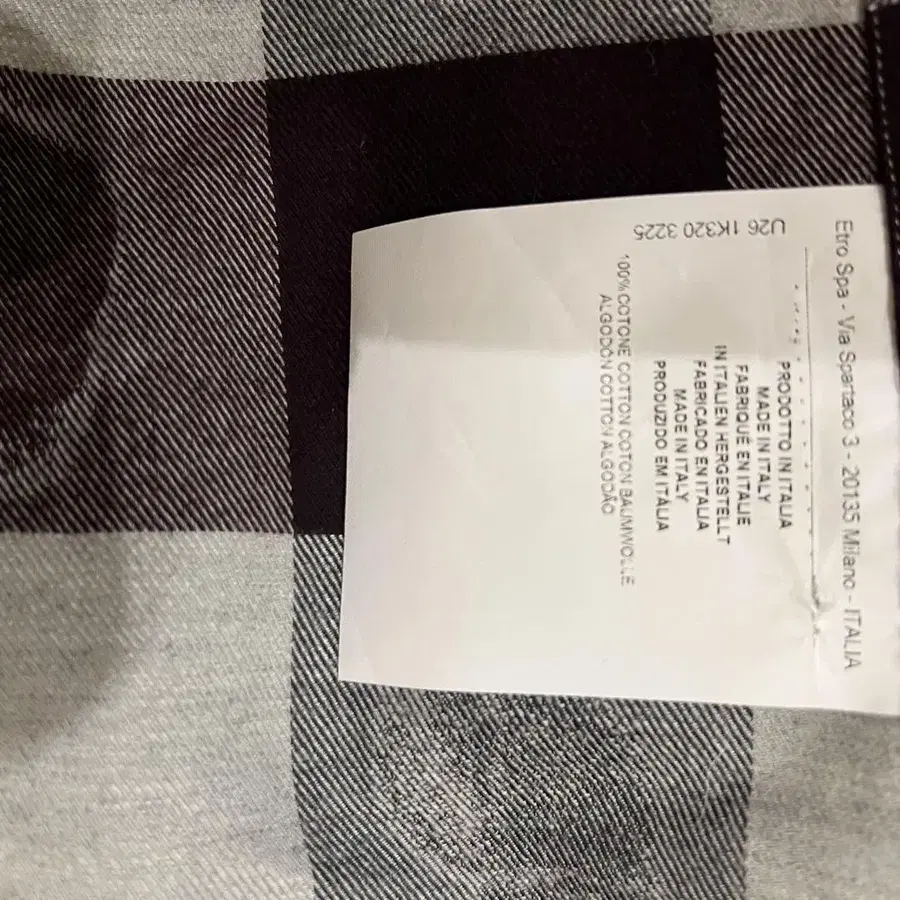 Etro Spa - Via Spartaco 3 - 20135 Milano - ITALIA
PRODOTTO IN ITALIA
MADE IN ITALY
FABRIQUÉ EN ITALIE
IN ITALIEN HERGESTELLT
FABRICADO EN ITALIA
MADE IN ITALY
PRODUZIDO EM ITÁLIA
100% COTONE COTTON COTON BAUMWOLLE
ALGODÓN COTTON ALGODÃO
U26 1K320 3225